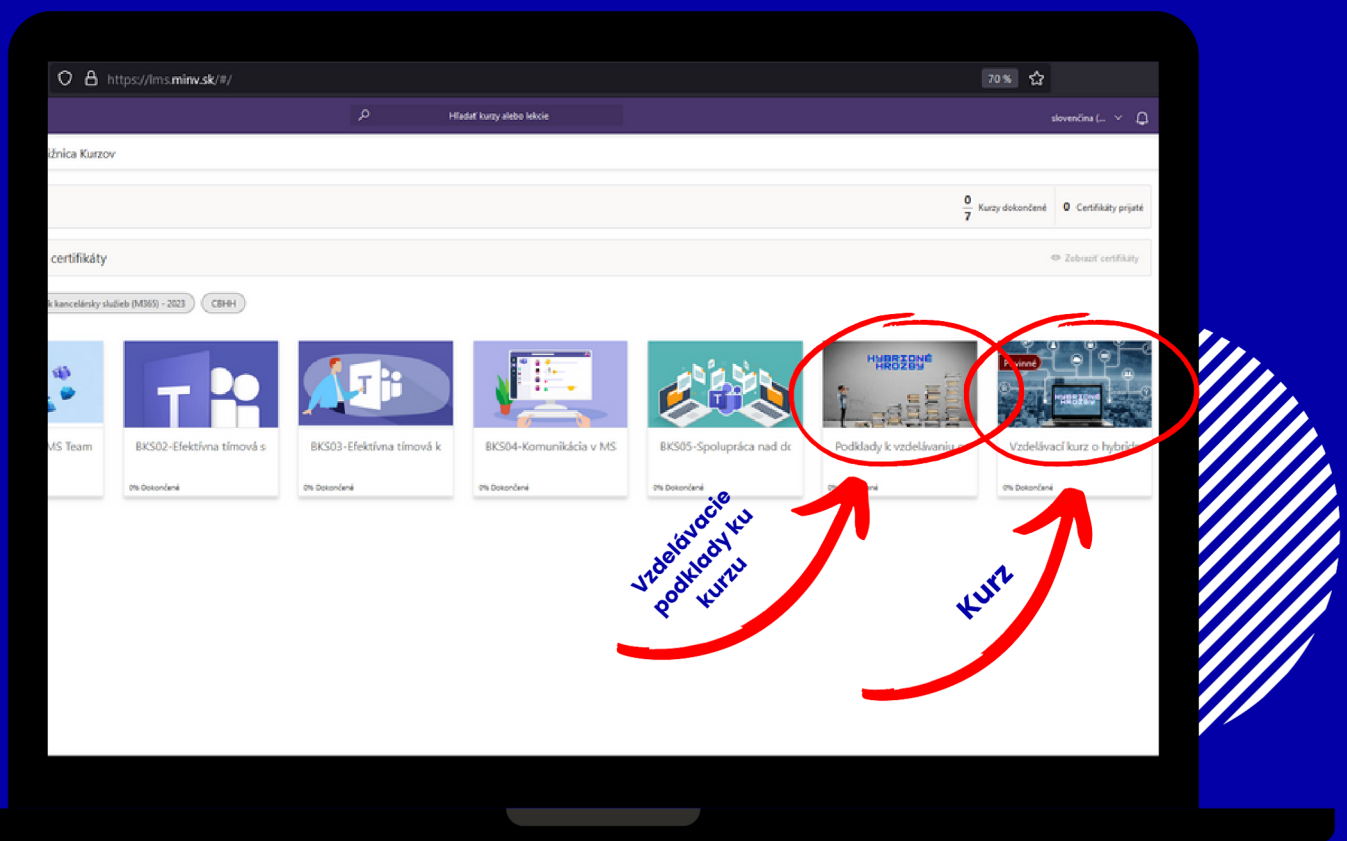 https://lms.minv.sk/#/
70 %
Hľadať kurzy alebo lekcie
slovenčina (...
ižnica Kurzov
0
7
Kurzy dokončené
0 Certifikáty prijaté
certifikáty
Zobraziť certifikáty
k kancelársky služieb (M365) - 2023
CBHH
HYBRIDNÉ
HROZBY
Povinné
HYBRIDNÉ
HROZBY
MS Team
BKS02-Efektívna tímová s
BKS03-Efektívna tímová k
BKS04-Komunikácia v MS
BKS05-Spolupráca nad do
Podklady k vzdelávaniu o
Vzdelávací kurz o hybridn
0% Dokončené
0% Dokončené
0% Dokončené
0% Dokončené
0% Dokončené
Vzdelávacie
podklady ku
kurzu
Kurz